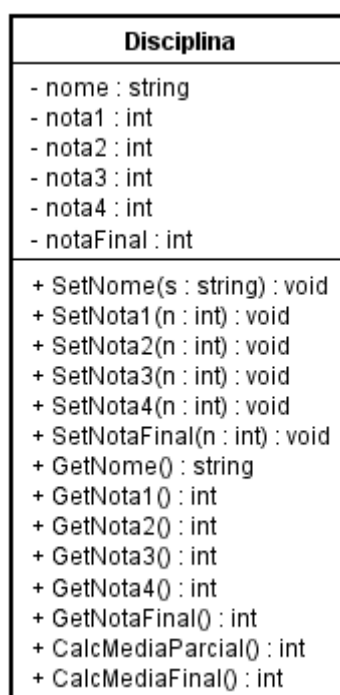 Disciplina
- nome : string
- nota1 : int
- nota2 : int
- nota3 : int
- nota4 : int
- notaFinal : int
+ SetNome(s : string) : void
+ SetNota1(n : int) : void
+ SetNota2(n : int) : void
+ SetNota3(n : int) : void
+ SetNota4(n : int) : void
+ SetNotaFinal(n : int) : void
+ GetNome() : string
+ GetNota1() : int
+ GetNota2() : int
+ GetNota3() : int
+ GetNota4() : int
+ GetNotaFinal() : int
+ CalcMediaParcial() : int
+ CalcMediaFinal() : int